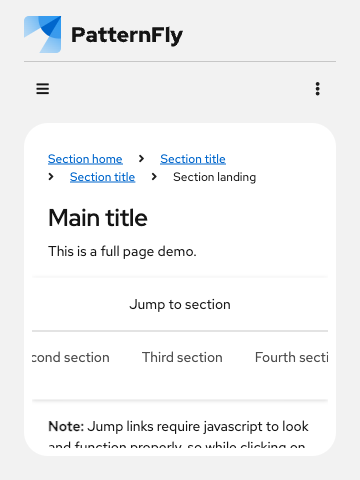 PatternFly
Section home > Section title
> Section title > Section landing
Main title
This is a full page demo.
Jump to section
cond section Third section Fourth secti
Note: Jump links require javascript to look
and function properly, so while clicking on